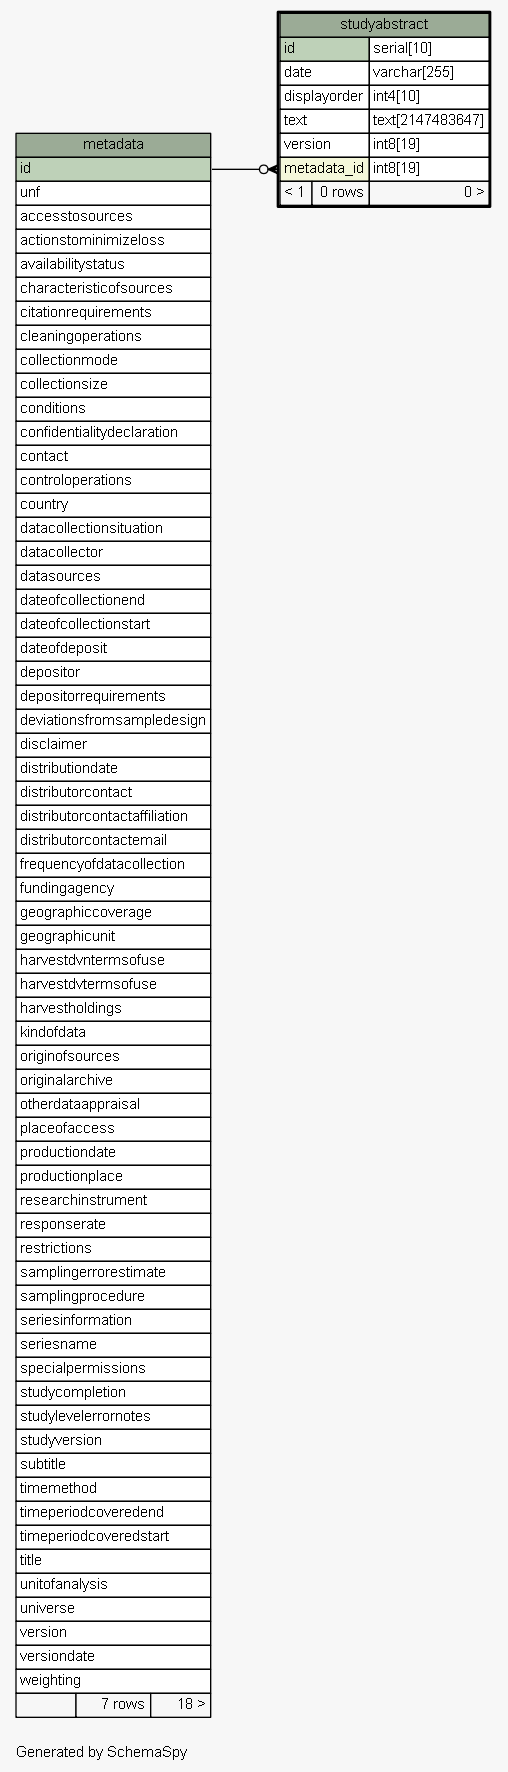 studyabstract
id serial[10]
date varchar[255]
displayorder int4[10]
text text[2147483647]
version int8[19]
metadata_id int8[19]
< 1 0 rows 0 >
metadata
id
unf
accesstosources
actionstominimizeloss
availabilitystatus
characteristicofsources
citationrequirements
cleaningoperations
collectionmode
collectionsize
conditions
confidentialitydeclaration
contact
controloperations
country
datacollectionsituation
datacollector
datasources
dateofcollectionend
dateofcollectionstart
dateofdeposit
depositor
depositorrequirements
deviationsfromsampledesign
disclaimer
distributiondate
distributorcontact
distributorcontactaffiliation
distributorcontactemail
frequencyofdatacollection
fundingagency
geographiccoverage
geographicunit
harvestdvntermsofuse
harvestdvtermsofuse
harvestholdings
kindofdata
originofsources
originalarchive
otherdataappraisal
placeofaccess
productiondate
productionplace
researchinstrument
responserate
restrictions
samplingerrorestimate
samplingprocedure
seriesinformation
seriesname
specialpermissions
studycompletion
studylevelerrornotes
studyversion
subtitle
timemethod
timeperiodcoveredend
timeperiodcoveredstart
title
unitofanalysis
universe
version
versiondate
weighting
7 rows 18 >
Generated by SchemaSpy